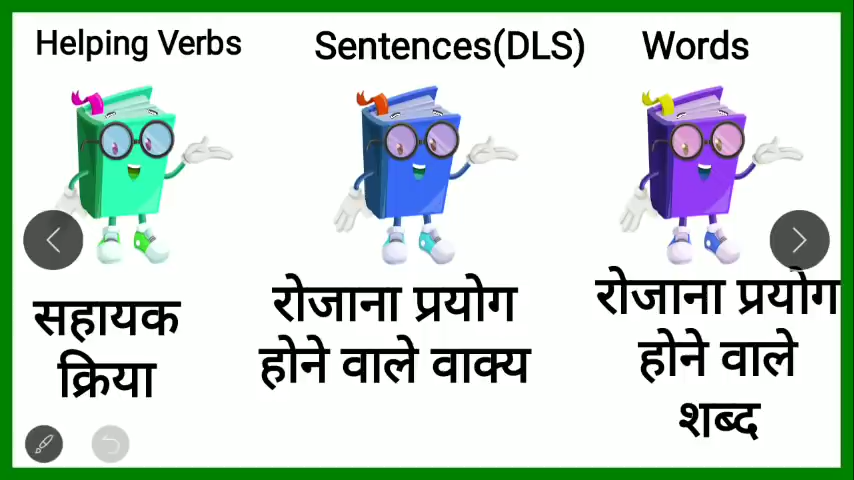 Helping Verbs
Sentences(DLS)
Words
सहायक
क्रिया
रोजाना प्रयोग
होने वाले वाक्य
रोजाना प्रयोग
होने वाले
शब्द